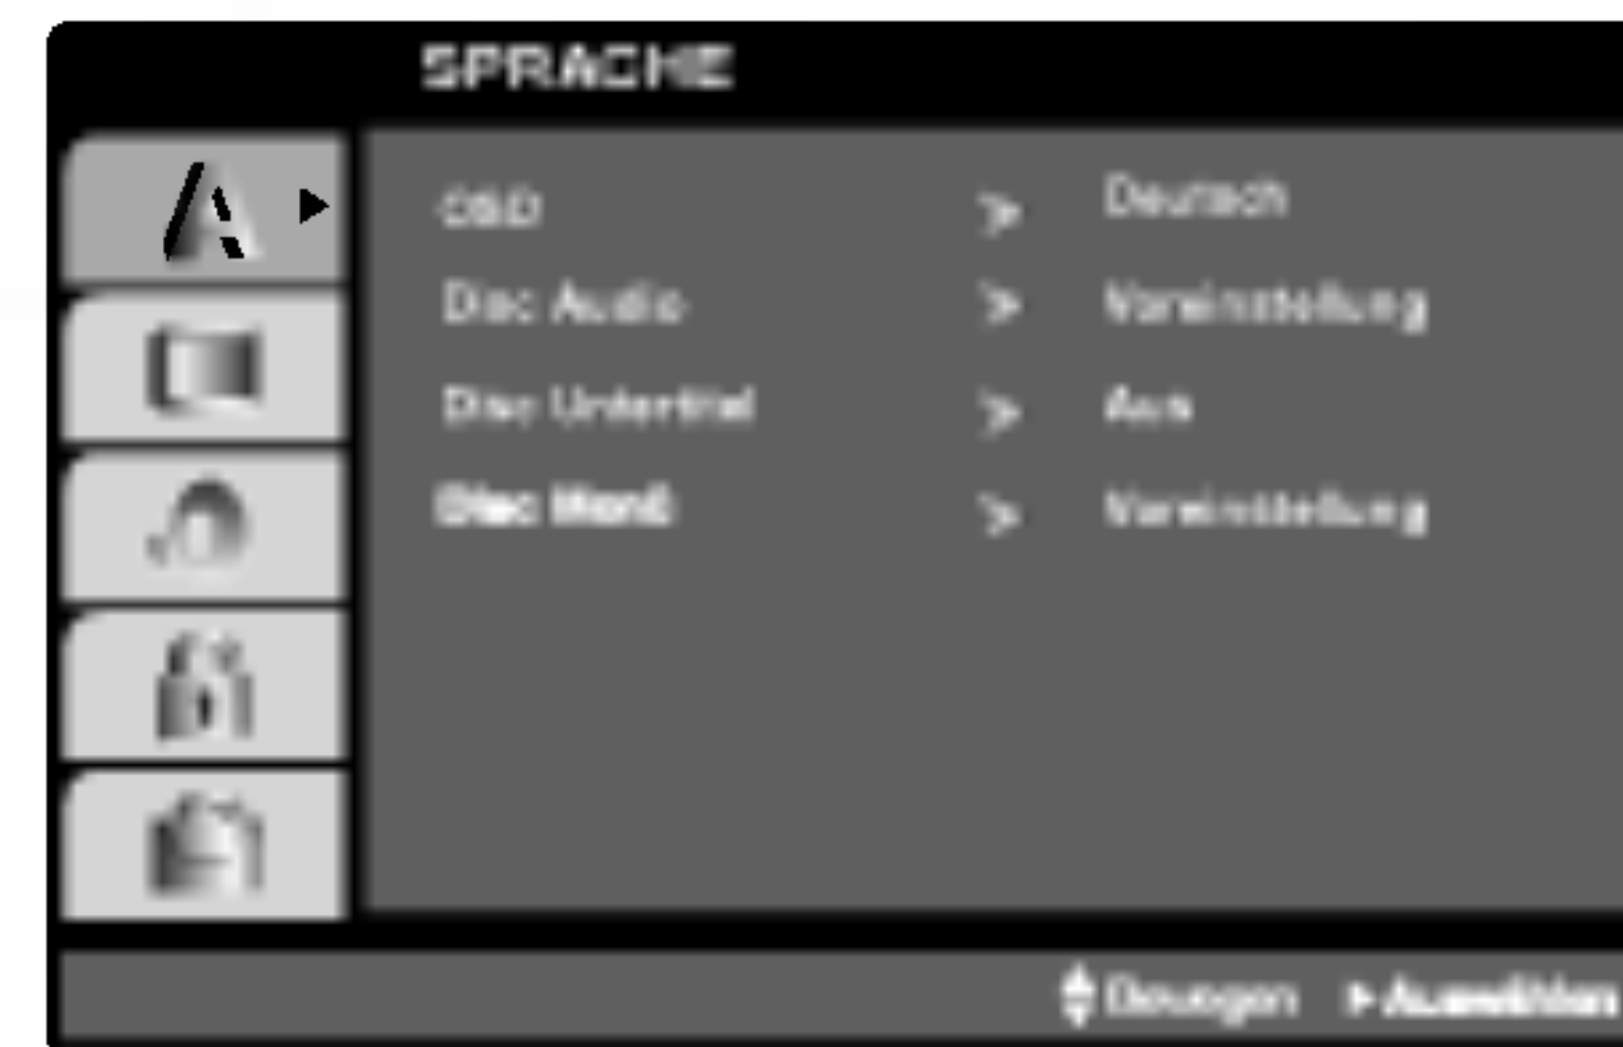 SPRACHE
OSD > Deutsch
Disc Audio > Voreinstellung
Disc Untertitel > Aus
Disc Menü > Voreinstellung
Bewegen Auswählen